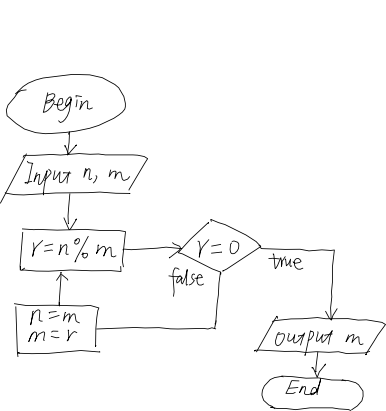 Begin
Input n, m
r=n% m
r=0
false
true
n=m
m=r
output m
End